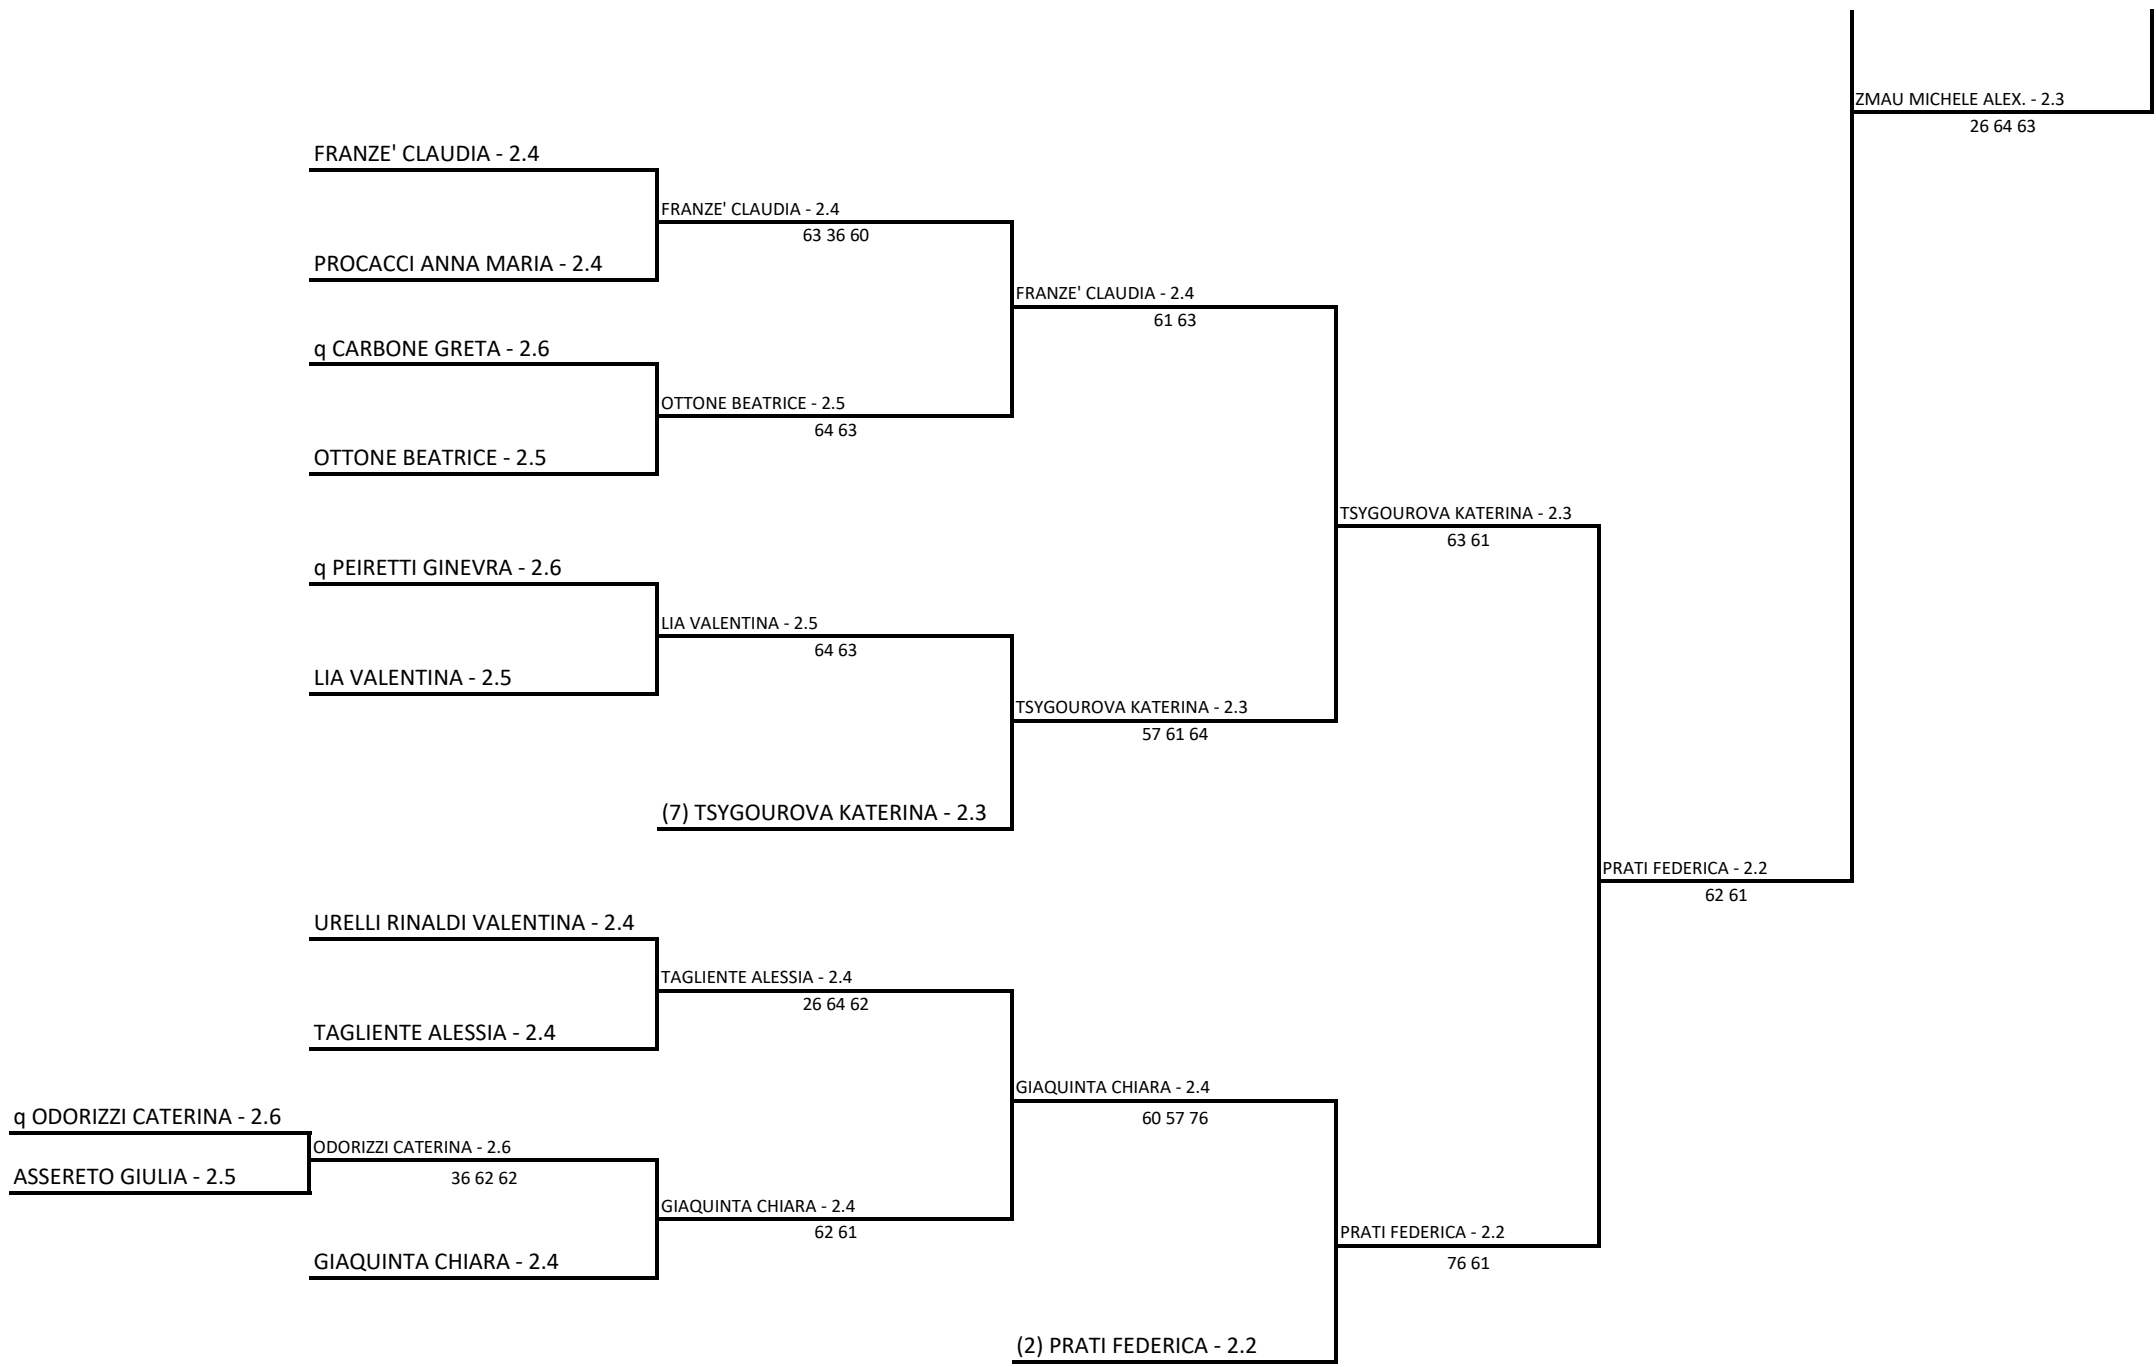 ZMAU MICHELE ALEX. - 2.3
26 64 63
FRANZE' CLAUDIA - 2.4
FRANZE' CLAUDIA - 2.4
63 36 60
PROCACCI ANNA MARIA - 2.4
FRANZE' CLAUDIA - 2.4
61 63
q CARBONE GRETA - 2.6
OTTONE BEATRICE - 2.5
64 63
OTTONE BEATRICE - 2.5
TSYGOUROVA KATERINA - 2.3
63 61
q PEIRETTI GINEVRA - 2.6
LIA VALENTINA - 2.5
64 63
LIA VALENTINA - 2.5
TSYGOUROVA KATERINA - 2.3
57 61 64
(7) TSYGOUROVA KATERINA - 2.3
PRATI FEDERICA - 2.2
62 61
URELLI RINALDI VALENTINA - 2.4
TAGLIENTE ALESSIA - 2.4
26 64 62
TAGLIENTE ALESSIA - 2.4
GIAQUINTA CHIARA - 2.4
60 57 76
q ODORIZZI CATERINA - 2.6
ODORIZZI CATERINA - 2.6
36 62 62
ASSERETO GIULIA - 2.5
GIAQUINTA CHIARA - 2.4
62 61
PRATI FEDERICA - 2.2
76 61
GIAQUINTA CHIARA - 2.4
(2) PRATI FEDERICA - 2.2